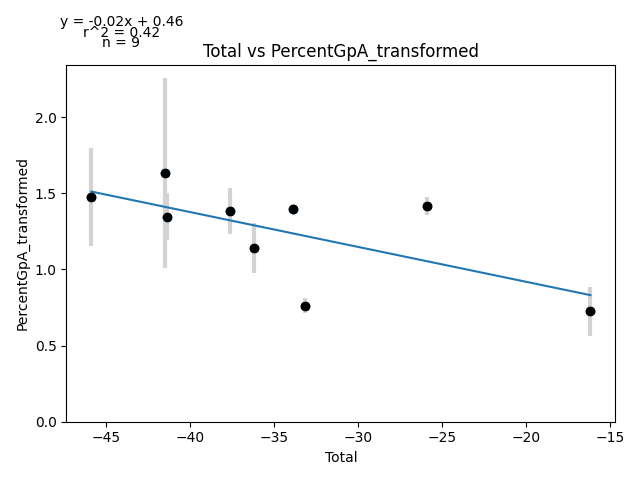 y = -0.02x + 0.46
r^2 = 0.42
n = 9
Total vs PercentGpA_transformed
PercentGpA_transformed
2.0
1.5
1.0
0.5
0.0
−45 −40 −35 −30 −25 −20 −15
Total